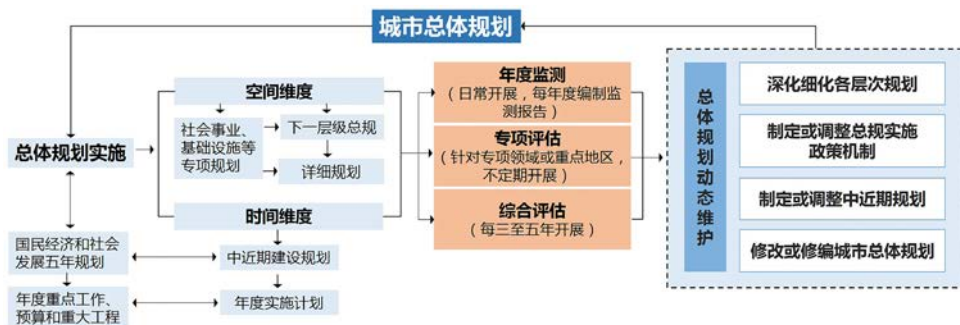 城市总体规划
总体规划实施
空间维度
社会事业、
基础设施等
专项规划
下一层级总规
详细规划
时间维度
国民经济和社会
发展五年规划
中近期建设规划
年度重点工作、
预算和重大工程
年度实施计划
年度监测
（日常开展，每年度编制监
测报告）
专项评估
（针对专项领域或重点地区，
不定期开展）
综合评估
（每三至五年开展）
总体规划动态维护
深化细化各层次规划
制定或调整总规实施
政策机制
制定或调整中近期规划
修改或修编城市总体规划